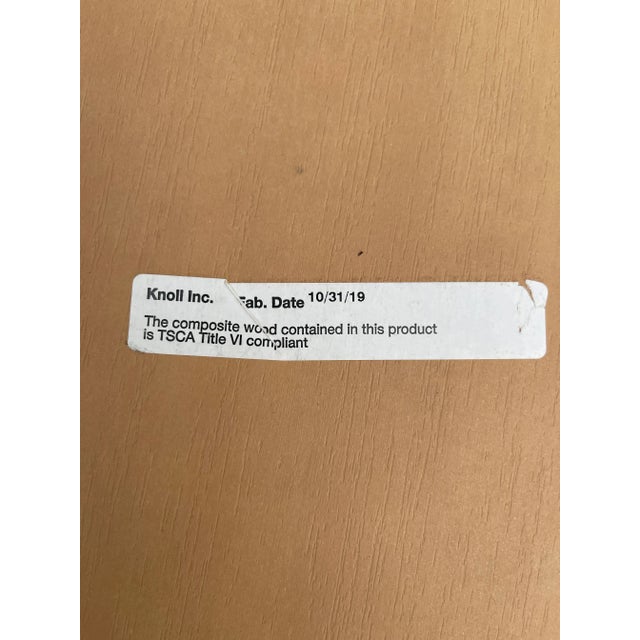 Knoll Inc. Fab. Date 10/31/19
The composite wood contained in this product
is TSCA Title VI compliant